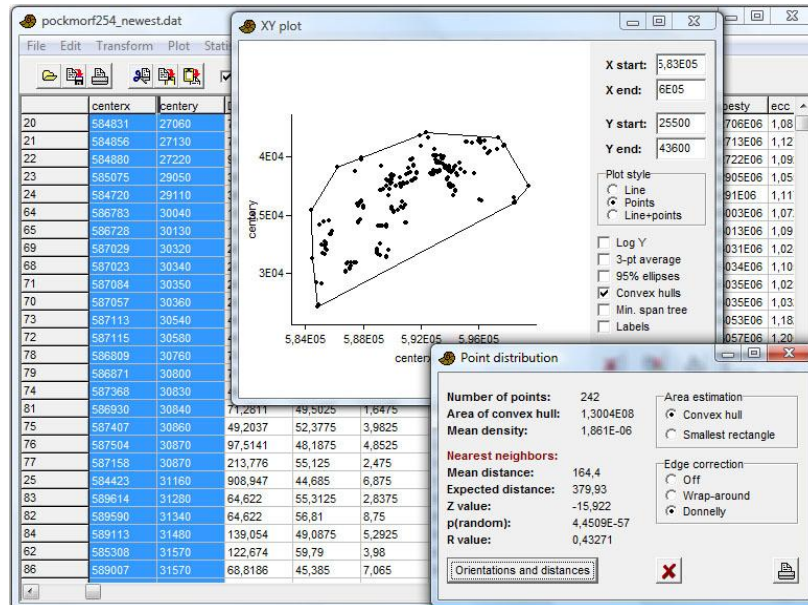 pockmorf254_newest.dat
File Edit Transform Plot
XY plot
X start: 5,83E05
X end: 6E05
Y start: 25500
Y end: 43600
Plot style
Line
Points
Line+points
Log Y
3-pt average
95% ellipses
Convex hulls
Min. span tree
Labels
4E04
3E04
centery
5,84E05 5,88E05 5,92E05 5,96E05
centerx centery ecc
20 584831 27060 706E06 1,08
21 584856 27130 713E06 1,12
22 584880 27220 722E06 1,09
23 585075 29050 905E06 1,05
24 584720 29110 91E06 1,11
64 586783 30040 003E06 1,07
65 586728 30130 013E06 1,09
69 587029 30320 031E06 1,02
68 587023 30340 034E06 1,10
71 587084 30350 035E06 1,02
70 587057 30360 035E06 1,03
73 587113 30540 053E06 1,18
72 587115 30580 057E06 1,20
78 586809 30760
79 586871 30800
74 587368 30830
81 586930 30840 71,2811 49,5025 1,6475
75 587407 30860 49,2037 52,3775 3,9825
76 587504 30870 97,5141 48,1875 4,8525
77 587158 30870 213,776 55,125 2,475
25 584423 31160 908,947 44,685 6,875
83 589614 31280 64,622 55,3125 2,8375
82 589590 31340 64,622 56,81 8,75
84 589113 31480 139,054 49,0875 5,2925
62 585308 31570 122,674 59,79 3,98
86 589007 31570 68,8186 45,385 7,065
Point distribution
Number of points: 242
Area of convex hull: 1,3004E08
Mean density: 1,861E-06
Nearest neighbors:
Mean distance: 164,4
Expected distance: 379,93
Z value: -15,922
p(random): 4,4509E-57
R value: 0,43271
Orientations and distances
Area estimation
Convex hull
Smallest rectangle
Edge correction
Off
Wrap-around
Donnelly